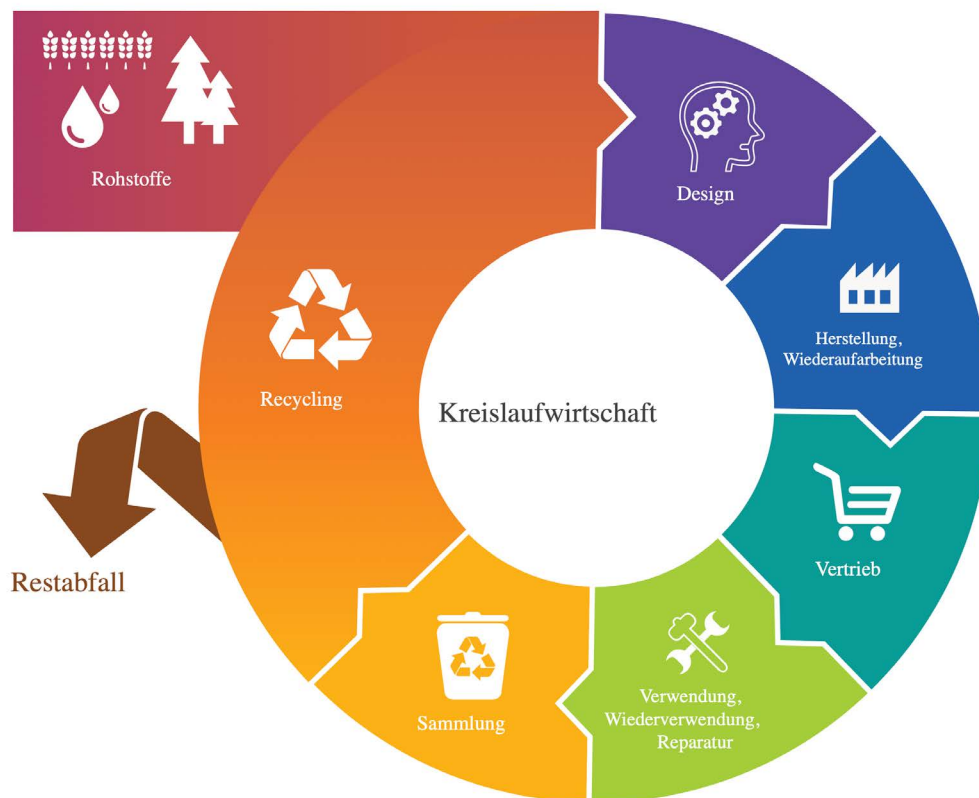 Rohstoffe
Design
Herstellung,
Wiederaufarbeitung
Recycling
Kreislaufwirtschaft
Vertrieb
Restabfall
Verwendung,
Wiederverwendung,
Reparatur
Sammlung